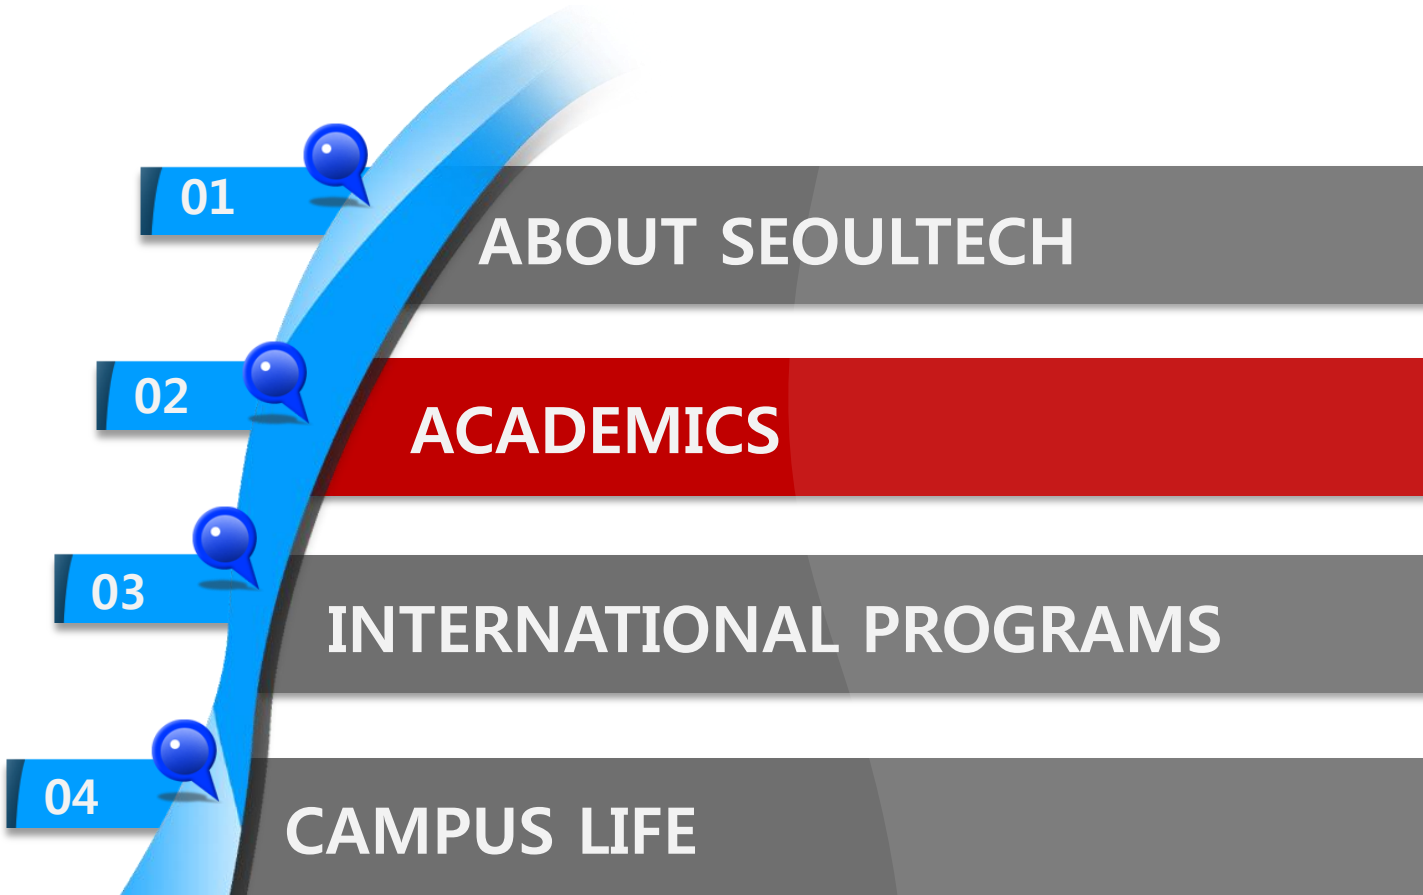 01
ABOUT SEOULTECH
02
ACADEMICS
03
INTERNATIONAL PROGRAMS
04
CAMPUS LIFE